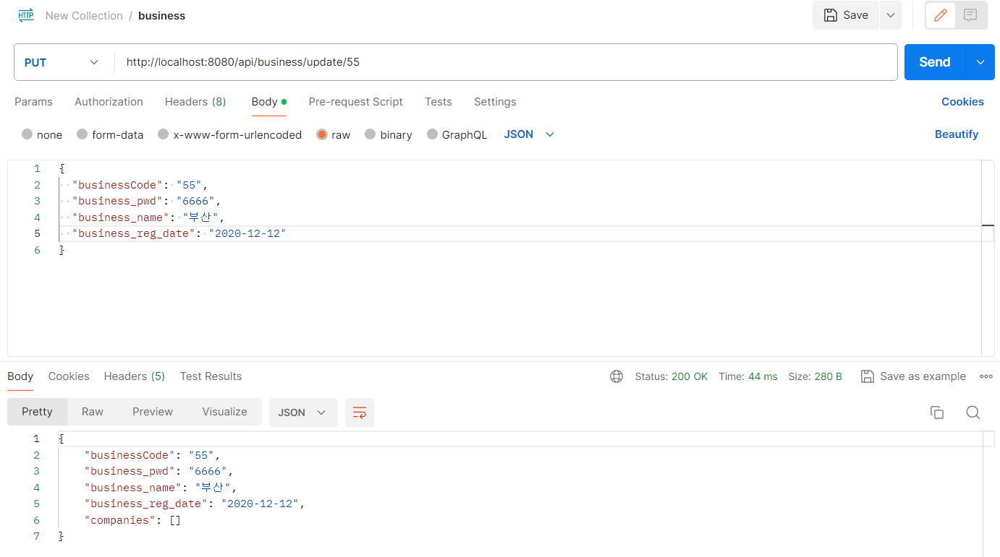 HTTP New Collection / business
Save
PUT http://localhost:8080/api/business/update/55 Send
Params Authorization Headers (8) Body Pre-request Script Tests Settings Cookies
none form-data x-www-form-urlencoded raw binary GraphQL JSON Beautify
1 {
2 "businessCode": "55",
3 "business_pwd": "6666",
4 "business_name": "부산",
5 "business_reg_date": "2020-12-12"
6 }
Body Cookies Headers (5) Test Results Status: 200 OK Time: 44 ms Size: 280 B Save as example
Pretty Raw Preview Visualize JSON
1 {
2 "businessCode": "55",
3 "business_pwd": "6666",
4 "business_name": "부산",
5 "business_reg_date": "2020-12-12",
6 "companies": []
7 }